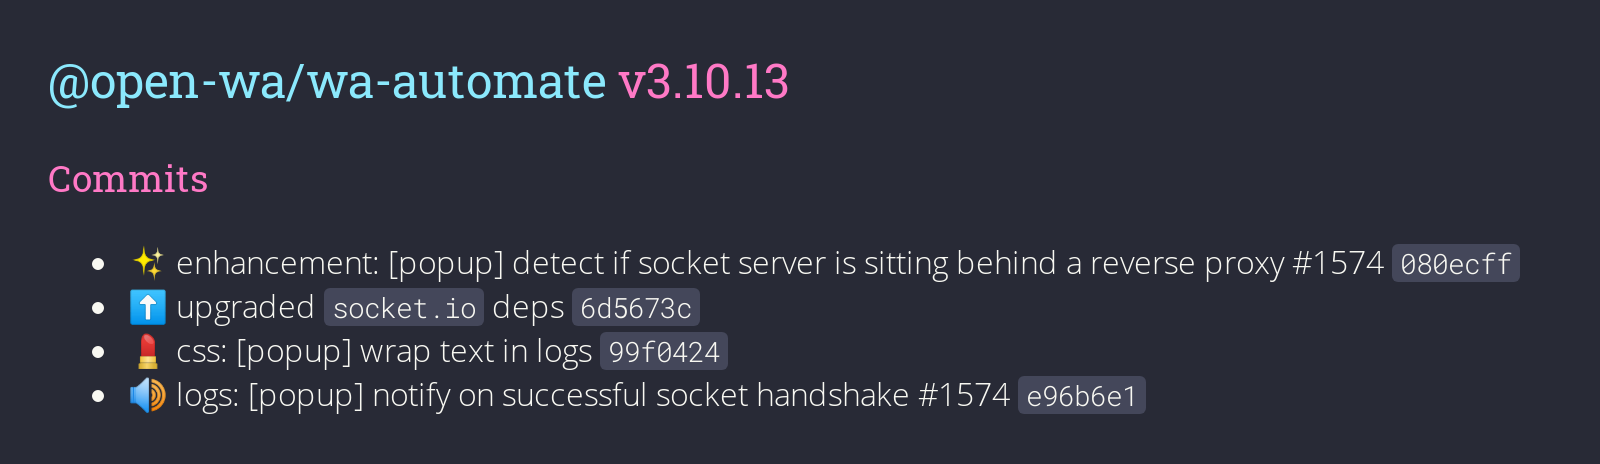 @open-wa/wa-automate v3.10.13
Commits
✨ enhancement: [popup] detect if socket server is sitting behind a reverse proxy #1574 080ecff
⬆️ upgraded socket.io deps 6d5673c
💄 css: [popup] wrap text in logs 99f0424
🔊 logs: [popup] notify on successful socket handshake #1574 e96b6e1